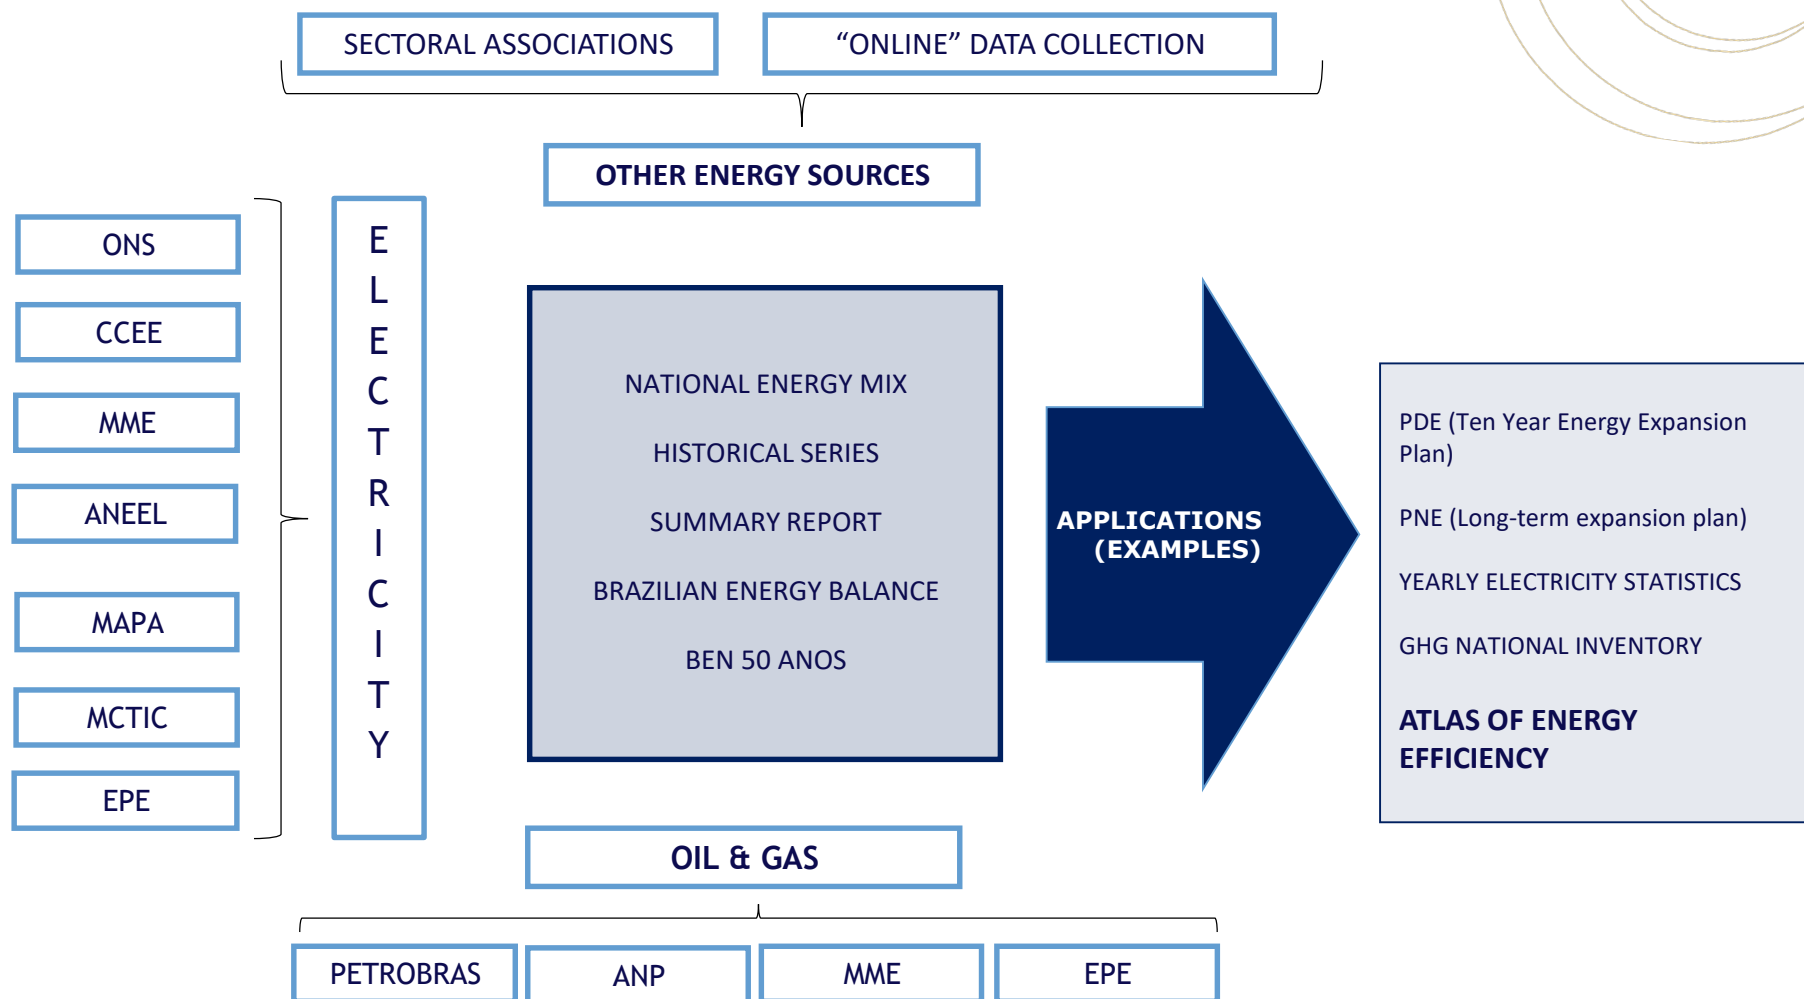 SECTORAL ASSOCIATIONS
“ONLINE” DATA COLLECTION
OTHER ENERGY SOURCES
ONS
CCEE
MME
ANEEL
MAPA
MCTIC
EPE
E
L
E
C
T
R
I
C
I
T
Y
NATIONAL ENERGY MIX
HISTORICAL SERIES
SUMMARY REPORT
BRAZILIAN ENERGY BALANCE
BEN 50 ANOS
APPLICATIONS
(EXAMPLES)
PDE (Ten Year Energy Expansion
Plan)
PNE (Long-term expansion plan)
YEARLY ELECTRICITY STATISTICS
GHG NATIONAL INVENTORY
ATLAS OF ENERGY
EFFICIENCY
OIL & GAS
PETROBRAS
ANP
MME
EPE